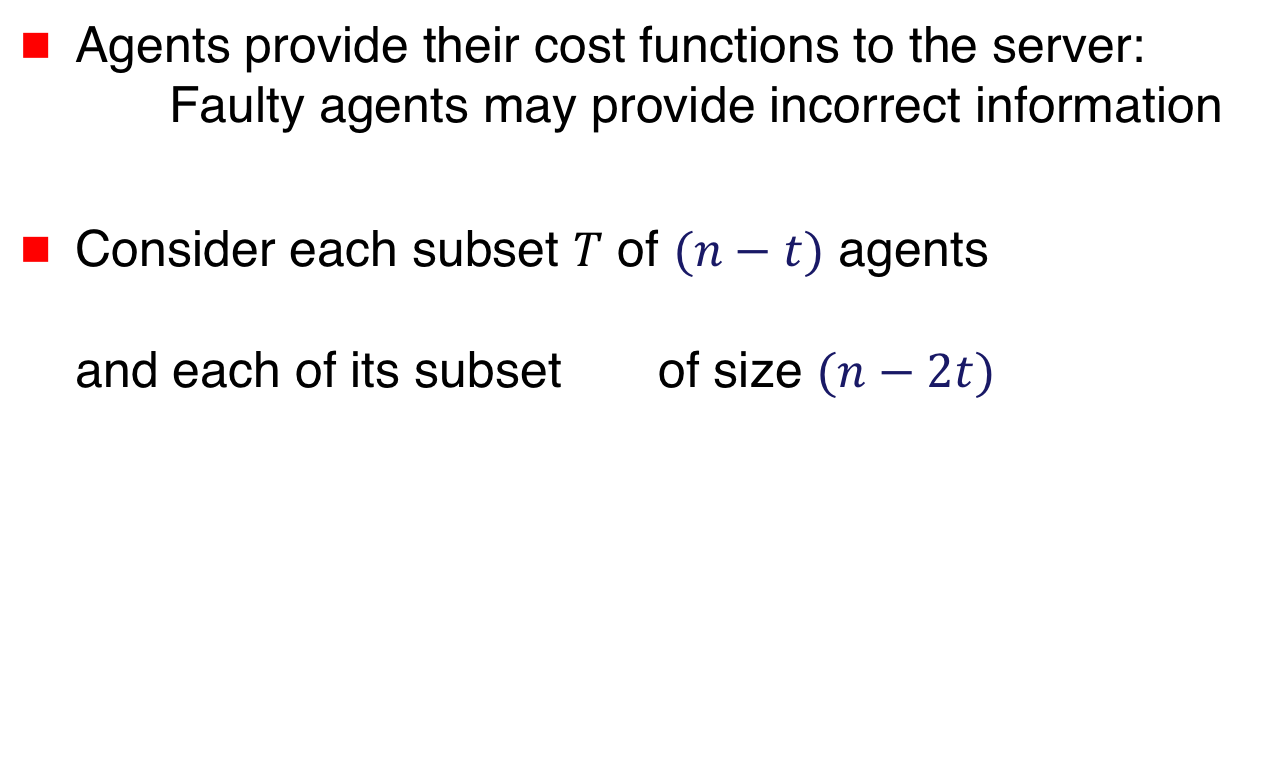 Agents provide their cost functions to the server:
Faulty agents may provide incorrect information
Consider each subset 𝑇 of (𝑛 − 𝑡) agents
and each of its subset of size (𝑛 − 2𝑡)